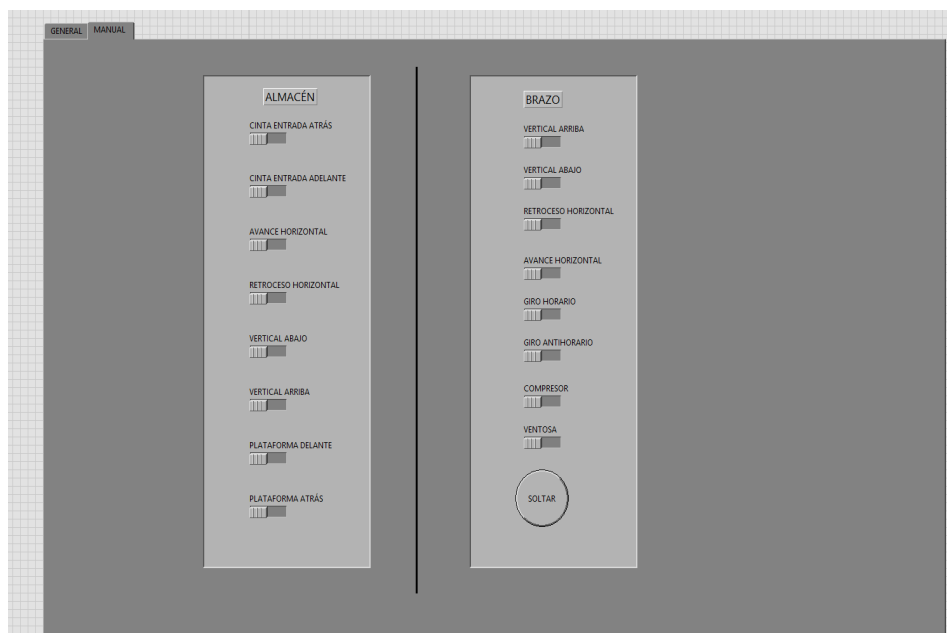 GENERAL
MANUAL
ALMACÉN
CINTA ENTRADA ATRÁS
CINTA ENTRADA ADELANTE
AVANCE HORIZONTAL
RETROCESO HORIZONTAL
VERTICAL ABAJO
VERTICAL ARRIBA
PLATAFORMA DELANTE
PLATAFORMA ATRÁS
BRAZO
VERTICAL ARRIBA
VERTICAL ABAJO
RETROCESO HORIZONTAL
AVANCE HORIZONTAL
GIRO HORARIO
GIRO ANTIHORARIO
COMPRESOR
VENTOSA
SOLTAR